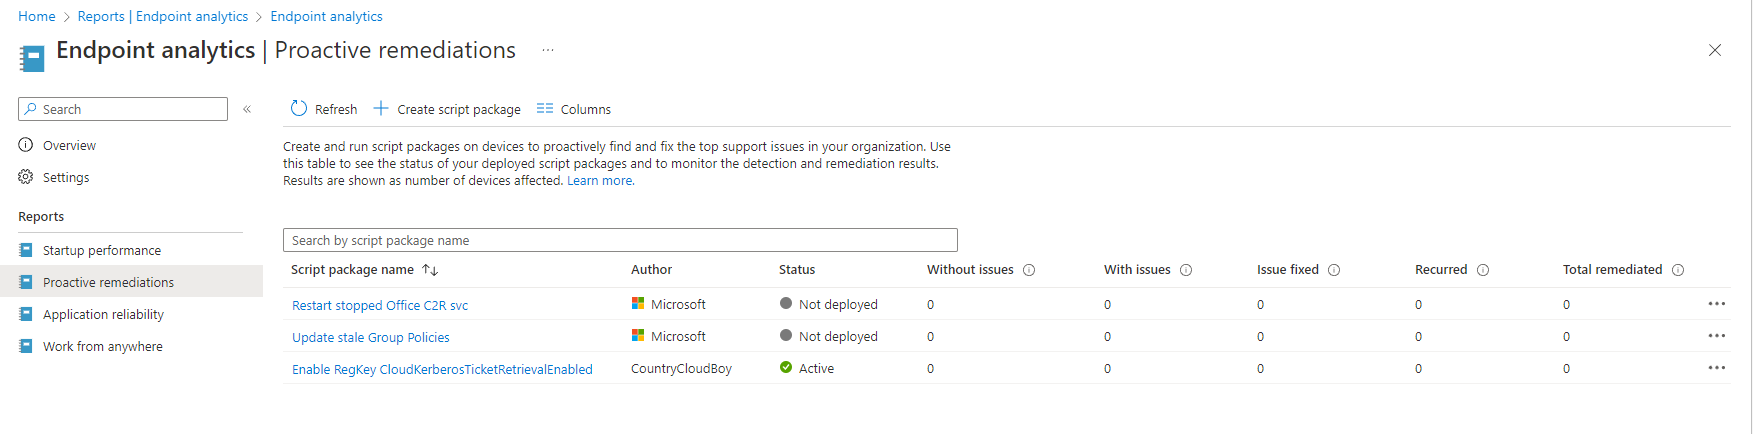 Home > Reports | Endpoint analytics > Endpoint analytics
Endpoint analytics | Proactive remediations ...
Search
«
Refresh
Create script package
Columns
Overview
Settings
Reports
Startup performance
Proactive remediations
Application reliability
Work from anywhere
Create and run script packages on devices to proactively find and fix the top support issues in your organization. Use
this table to see the status of your deployed script packages and to monitor the detection and remediation results.
Results are shown as number of devices affected. Learn more.
Search by script package name
Script package name ↑↓ Author Status Without issues With issues Issue fixed Recurred Total remediated
Restart stopped Office C2R svc Microsoft Not deployed 0 0 0 0 0 ...
Update stale Group Policies Microsoft Not deployed 0 0 0 0 0 ...
Enable RegKey CloudKerberosTicketRetrievalEnabled CountryCloudBoy Active 0 0 0 0 0 ...